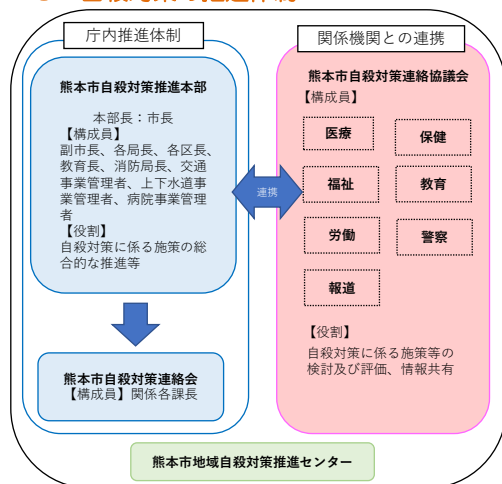 庁内推進体制
熊本市自殺対策推進本部
本部長：市長
【構成員】
副市長、各局長、各区長、
教育長、消防局長、交通
事業管理者、上下水道事
業管理者、病院事業管理
者
【役割】
自殺対策に係る施策の総
合的な推進等
熊本市自殺対策連絡会
【構成員】関係各課長
連携
関係機関との連携
熊本市自殺対策連絡協議会
【構成員】
医療
保健
福祉
教育
労働
警察
報道
【役割】
自殺対策に係る施策等の
検討及び評価、情報共有
熊本市地域自殺対策推進センター